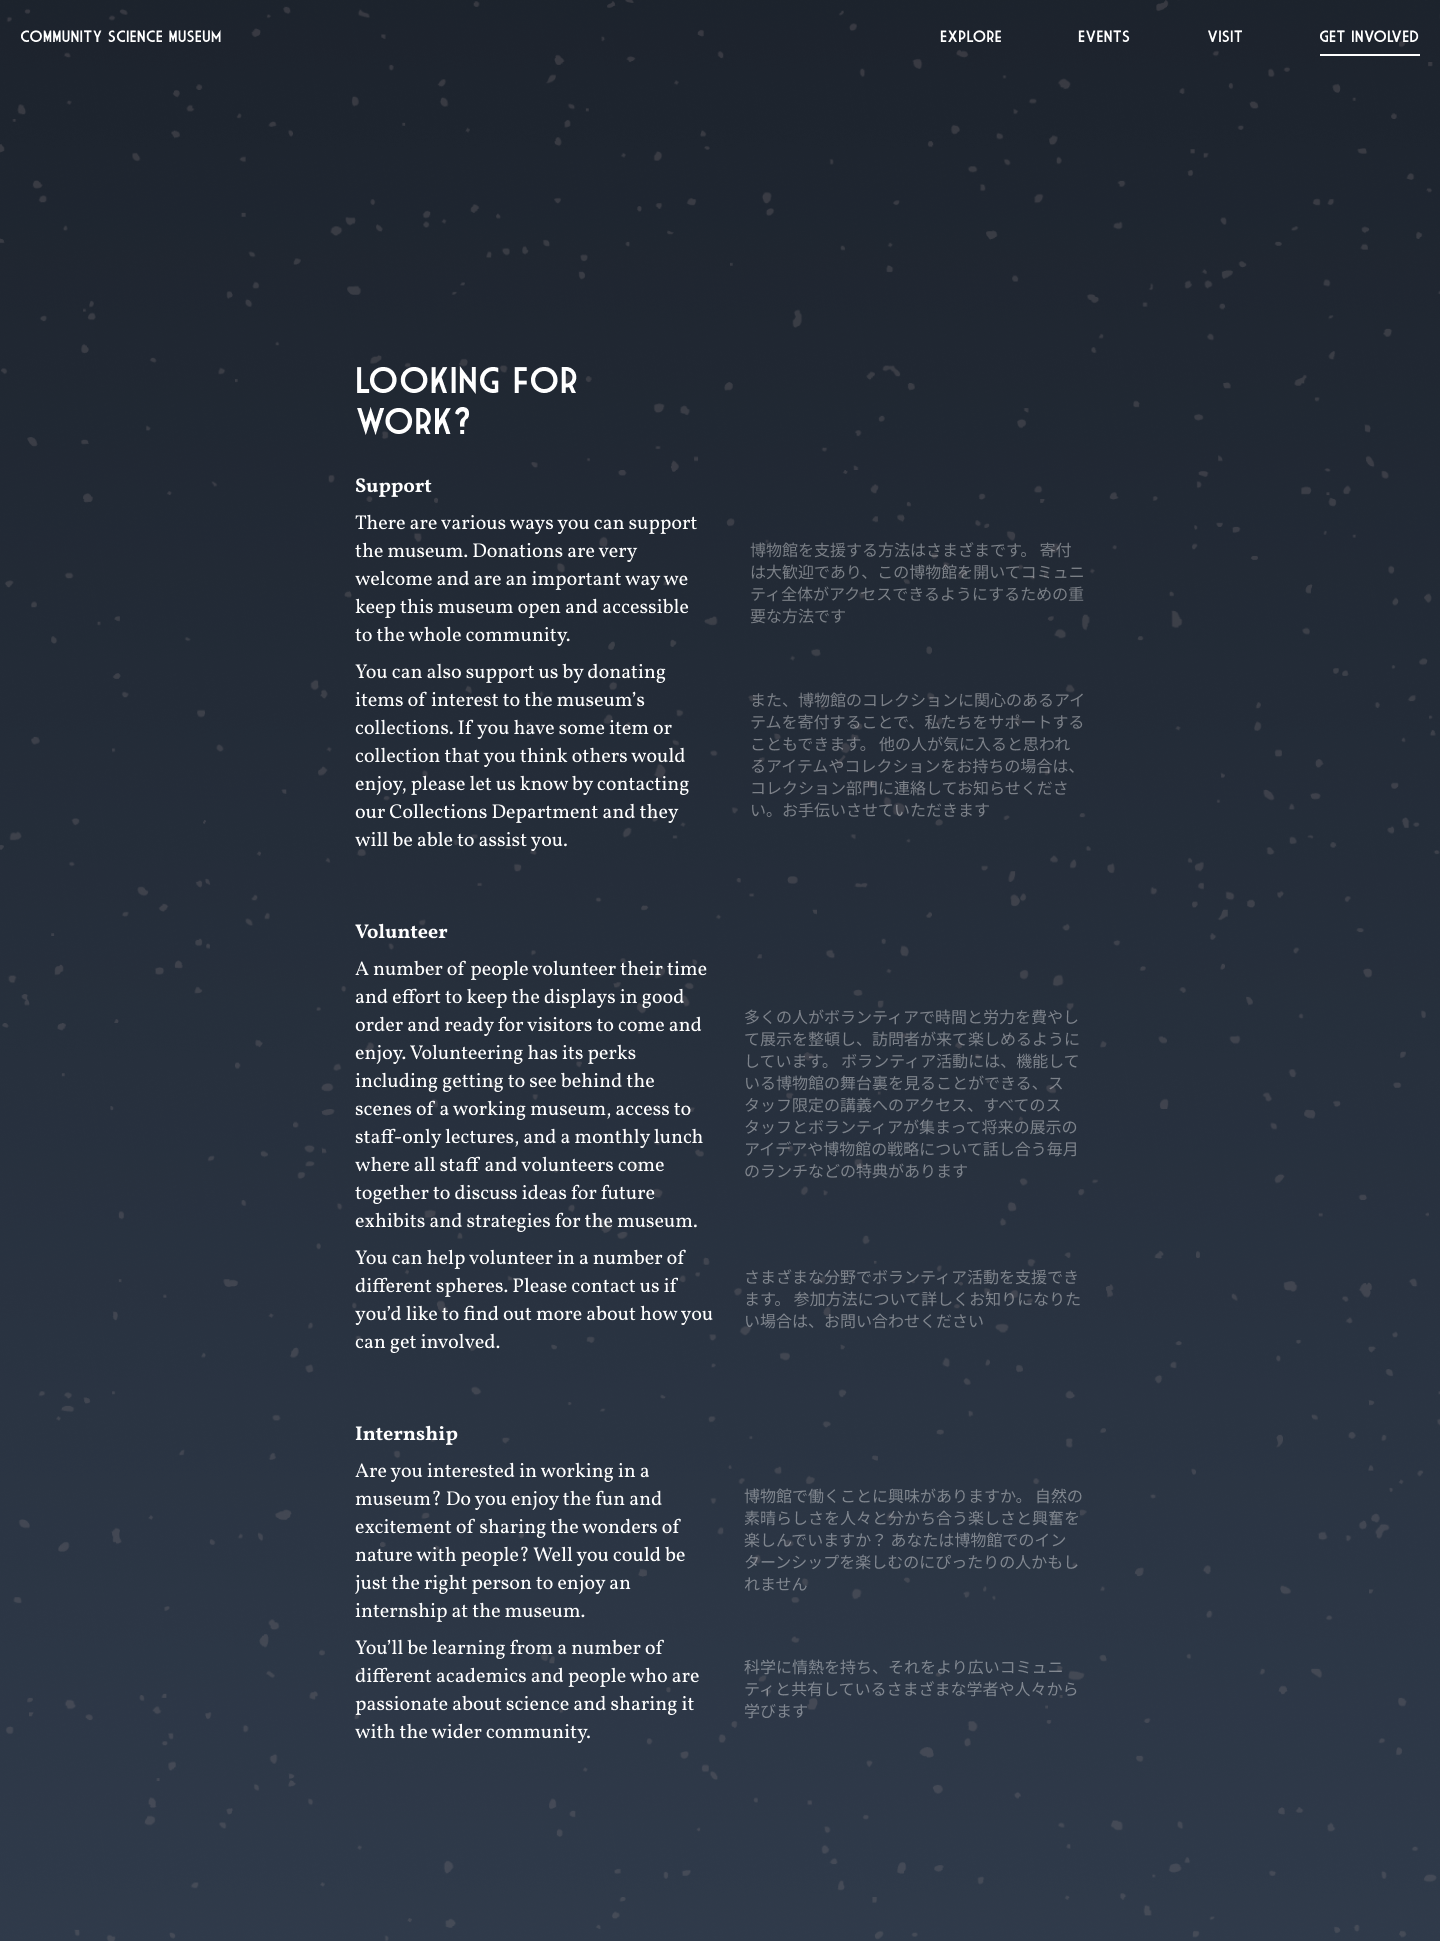 COMMUNITY SCIENCE MUSEUM
EXPLORE
EVENTS
VISIT
GET INVOLVED
LOOKING FOR
WORK?
Support
There are various ways you can support
the museum. Donations are very
welcome and are an important way we
keep this museum open and accessible
to the whole community.
博物館を支援する方法はさまざまです。 寄付
は大歓迎であり、この博物館を開いてコミュニ
ティ全体がアクセスできるようにするための重
要な方法です
You can also support us by donating
items of interest to the museum’s
collections. If you have some item or
collection that you think others would
enjoy, please let us know by contacting
our Collections Department and they
will be able to assist you.
また、博物館のコレクションに関心のあるアイ
テムを寄付することで、私たちをサポートする
こともできます。 他の人が気に入ると思われ
るアイテムやコレクションをお持ちの場合は、
コレクション部門に連絡してお知らせくださ
い。お手伝いさせていただきます
Volunteer
A number of people volunteer their time
and effort to keep the displays in good
order and ready for visitors to come and
enjoy. Volunteering has its perks
including getting to see behind the
scenes of a working museum, access to
staff-only lectures, and a monthly lunch
where all staff and volunteers come
together to discuss ideas for future
exhibits and strategies for the museum.
多くの人がボランティアで時間と労力を費やし
て展示を整頓し、訪問者が来て楽しめるように
しています。 ボランティア活動には、機能して
いる博物館の舞台裏を見ることができる、ス
タッフ限定の講義へのアクセス、すべてのス
タッフとボランティアが集まって将来の展示の
アイデアや博物館の戦略について話し合う毎月
のランチなどの特典があります
You can help volunteer in a number of
different spheres. Please contact us if
you’d like to find out more about how you
can get involved.
さまざまな分野でボランティア活動を支援でき
ます。 参加方法について詳しくお知りになりた
い場合は、お問い合わせください
Internship
Are you interested in working in a
museum? Do you enjoy the fun and
excitement of sharing the wonders of
nature with people? Well you could be
just the right person to enjoy an
internship at the museum.
博物館で働くことに興味がありますか。 自然の
素晴らしさを人々と分かち合う楽しさと興奮を
楽しんでいますか？ あなたは博物館でのイン
ターンシップを楽しむのにぴったりの人かもし
れません
You’ll be learning from a number of
different academics and people who are
passionate about science and sharing it
with the wider community.
科学に情熱を持ち、それをより広いコミュニ
ティと共有しているさまざまな学者や人々から
学びます